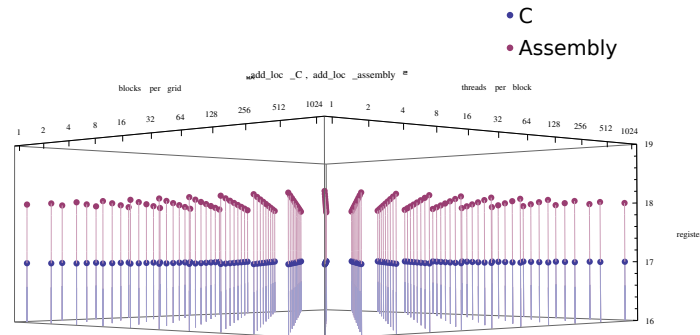 C
Assembly
add_loc _C , add_loc _assembly
blocks per grid
threads per block
1 2 4 8 16 32 64 128 256 512 1024
1 2 4 8 16 32 64 128 256 512 1024
19
18
registe
17
16